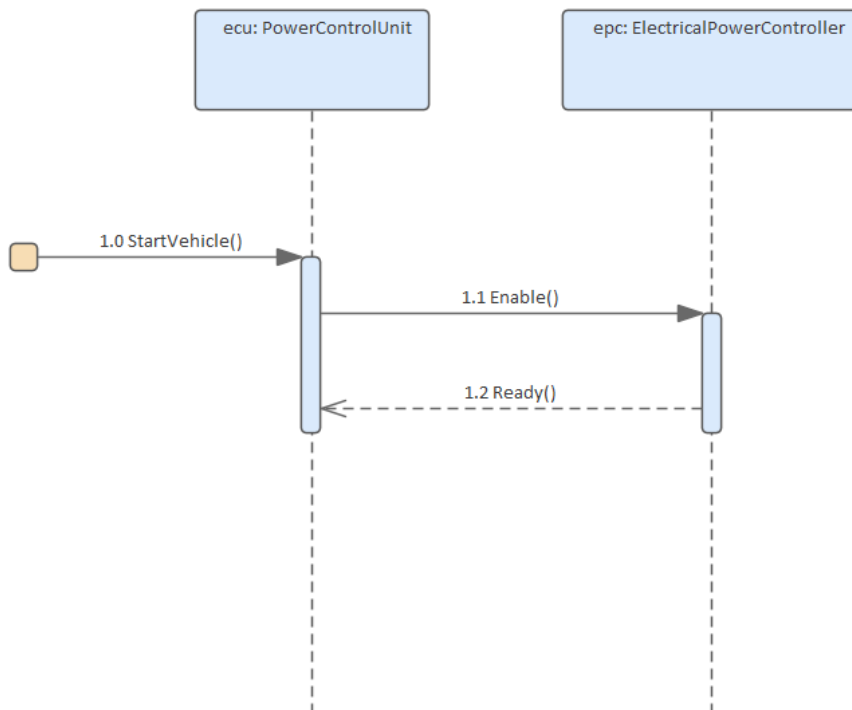 ecu: PowerControlUnit
epc: ElectricalPowerController
1.0 StartVehicle()
1.1 Enable()
1.2 Ready()